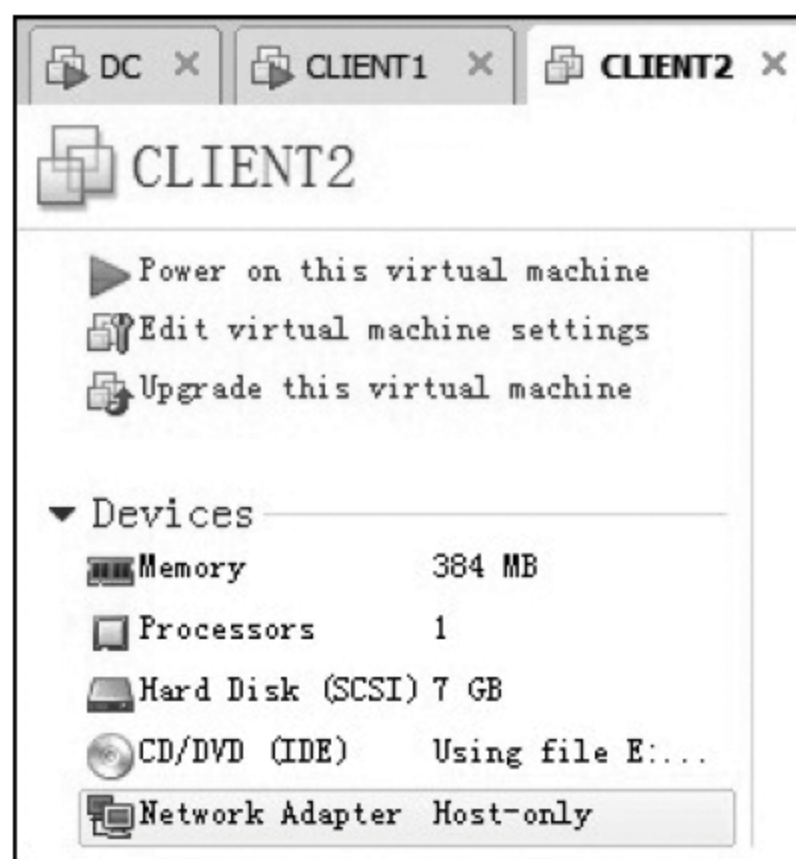 DC × CLIENT1 × CLIENT2 ×
CLIENT2
Power on this virtual machine
Edit virtual machine settings
Upgrade this virtual machine
Devices
Memory 384 MB
Processors 1
Hard Disk (SCSI) 7 GB
CD/DVD (IDE) Using file E:...
Network Adapter Host-only